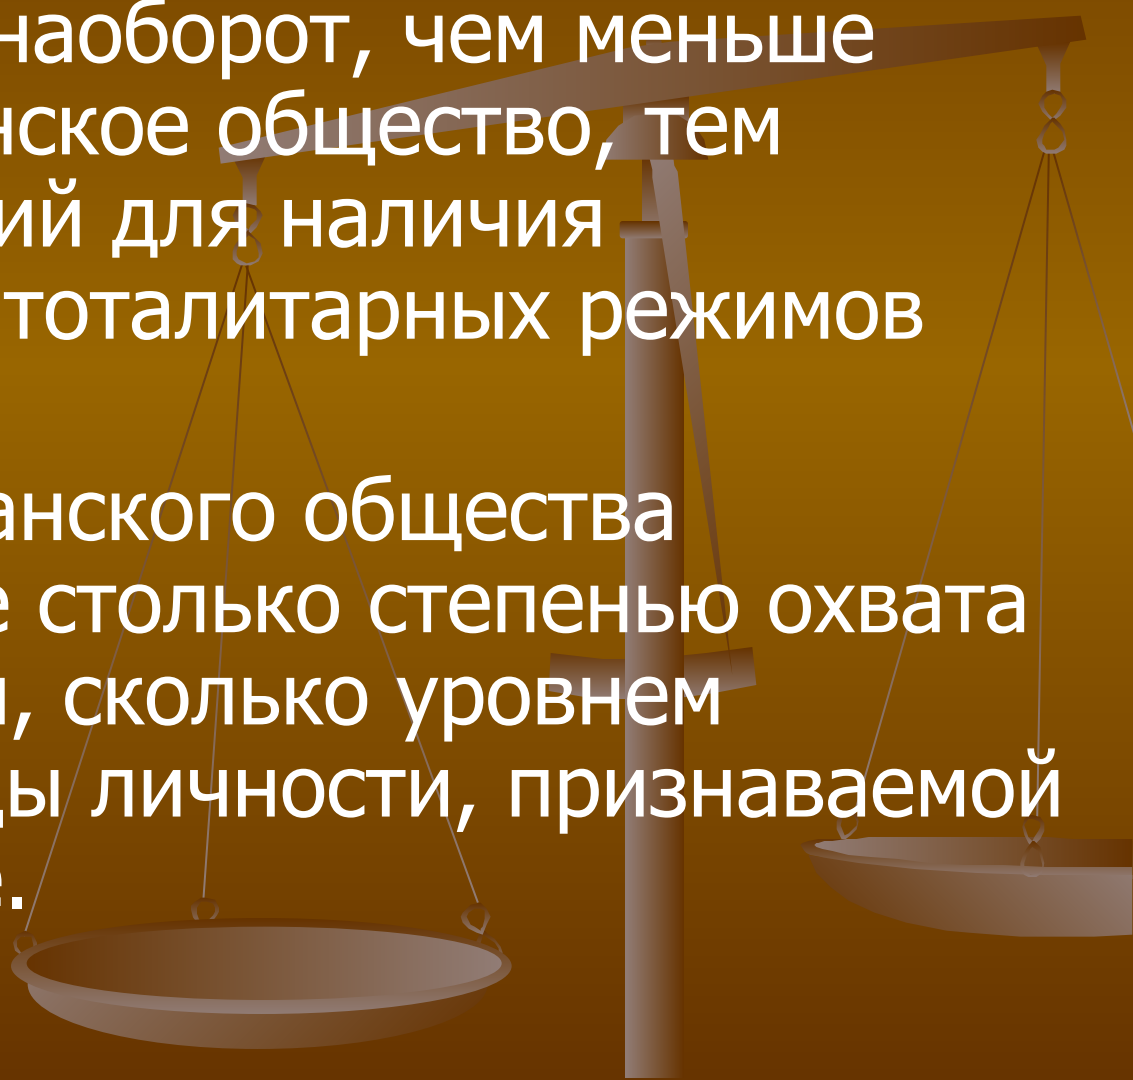 наоборот, чем меньше
нское общество, тем
ий для наличия
тоталитарных режимов
анского общества
е столько степенью охвата
, сколько уровнем
ды личности, признаваемой
е.